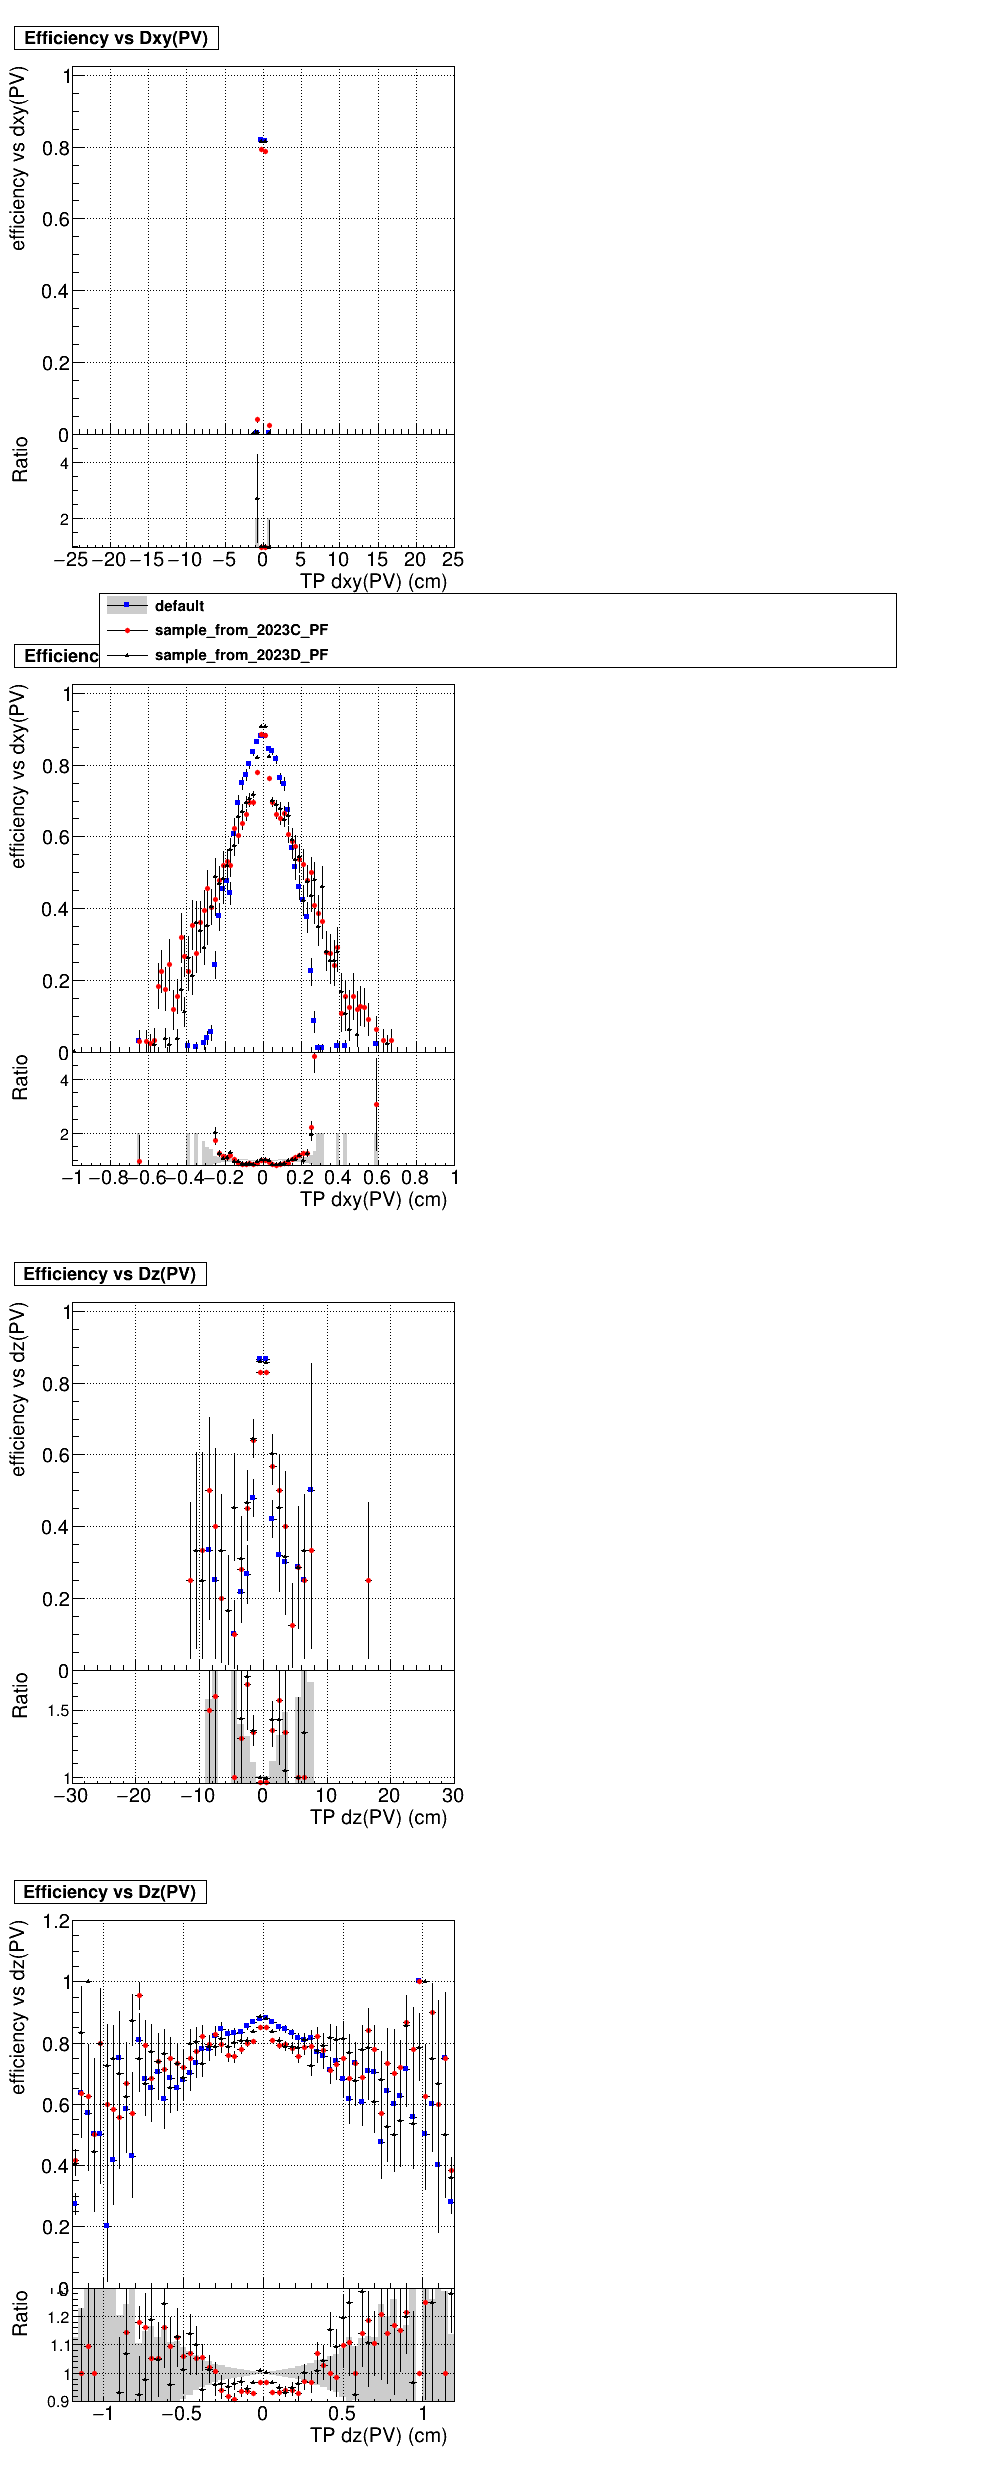 Efficiency vs Dxy(PV)
efficiency vs dxy(PV)
1
0.8
0.6
0.4
0.2
0
Ratio
4
2
−25 −20 −15 −10 −5 0 5 10 15 20 25
TP dxy(PV) (cm)
default
sample_from_2023C_PF
sample_from_2023D_PF
Efficienc
efficiency vs dxy(PV)
1
0.8
0.6
0.4
0.2
0
Ratio
4
2
−1 −0.8 −0.6 −0.4 −0.2 0 0.2 0.4 0.6 0.8 1
TP dxy(PV) (cm)
Efficiency vs Dz(PV)
efficiency vs dz(PV)
1
0.8
0.6
0.4
0.2
0
Ratio
1.5
1
−30 −20 −10 0 10 20 30
TP dz(PV) (cm)
Efficiency vs Dz(PV)
efficiency vs dz(PV)
1.2
1
0.8
0.6
0.4
0.2
0
Ratio
1.2
1.1
1
0.9
−1 −0.5 0 0.5 1
TP dz(PV) (cm)